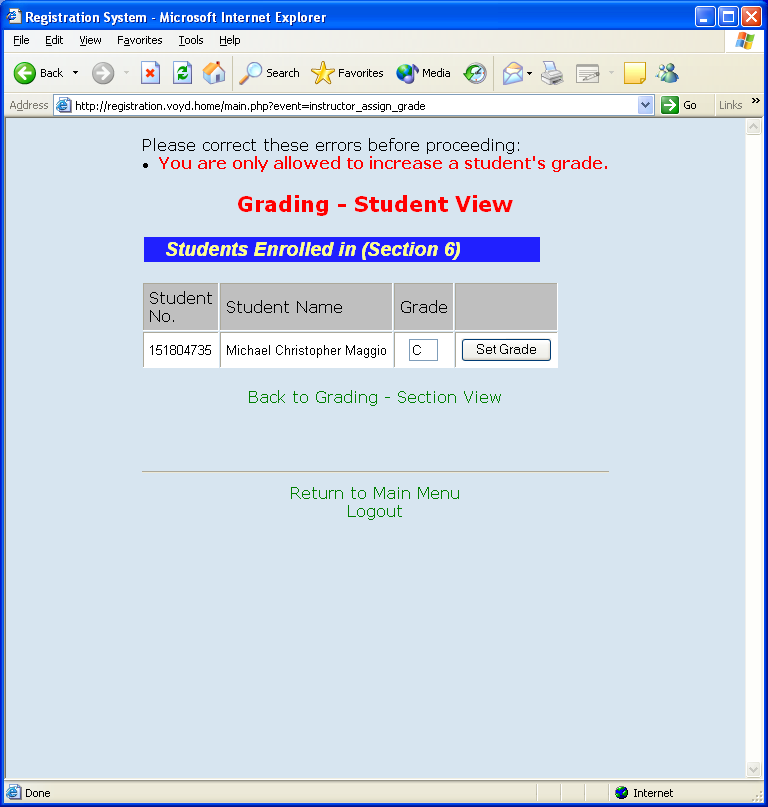 Registration System - Microsoft Internet Explorer
File Edit View Favorites Tools Help
Back Search Favorites Media
Address http://registration.voyd.home/main.php?event=instructor_assign_grade Go Links »
Please correct these errors before proceeding:
• You are only allowed to increase a student's grade.
Grading - Student View
Students Enrolled in (Section 6)
Student No. Student Name Grade
151804735 Michael Christopher Maggio C Set Grade
Back to Grading - Section View
Return to Main Menu
Logout
Done Internet